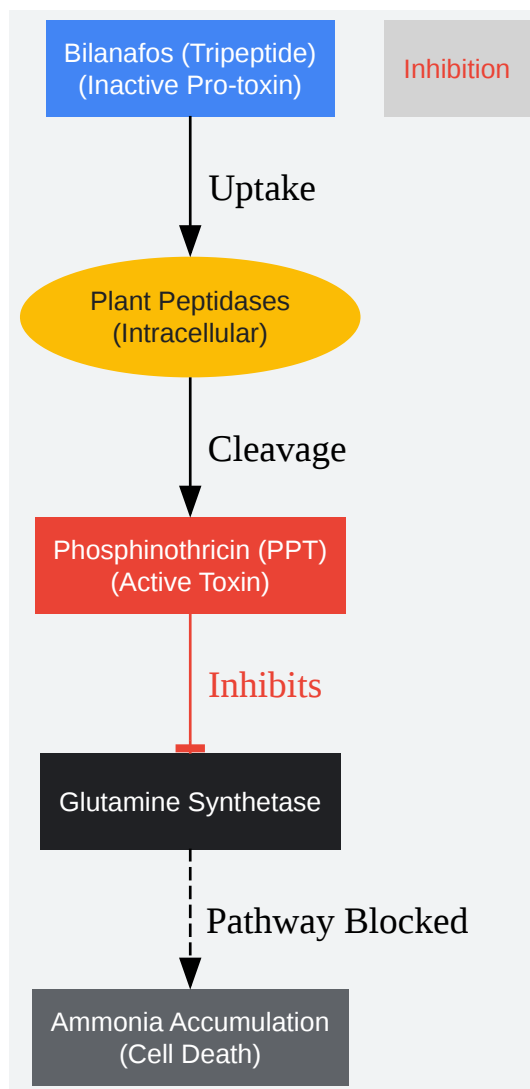 Bilanafos (Tripeptide)
(Inactive Pro-toxin)
Inhibition
Uptake
Plant Peptidases
(Intracellular)
Cleavage
Phosphinothricin (PPT)
(Active Toxin)
Inhibits
Glutamine Synthetase
Pathway Blocked
Ammonia Accumulation
(Cell Death)